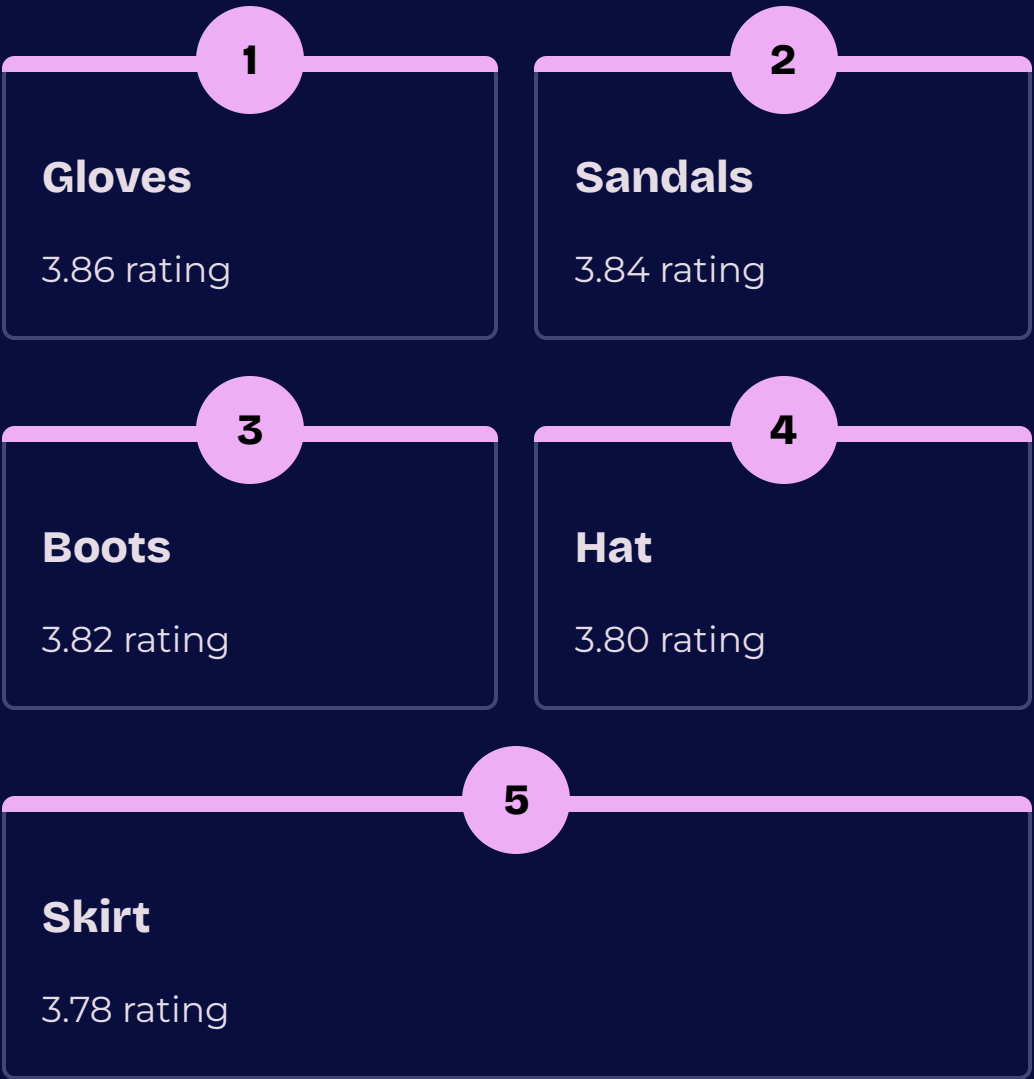 1
Gloves
3.86 rating
2
Sandals
3.84 rating
3
Boots
3.82 rating
4
Hat
3.80 rating
5
Skirt
3.78 rating